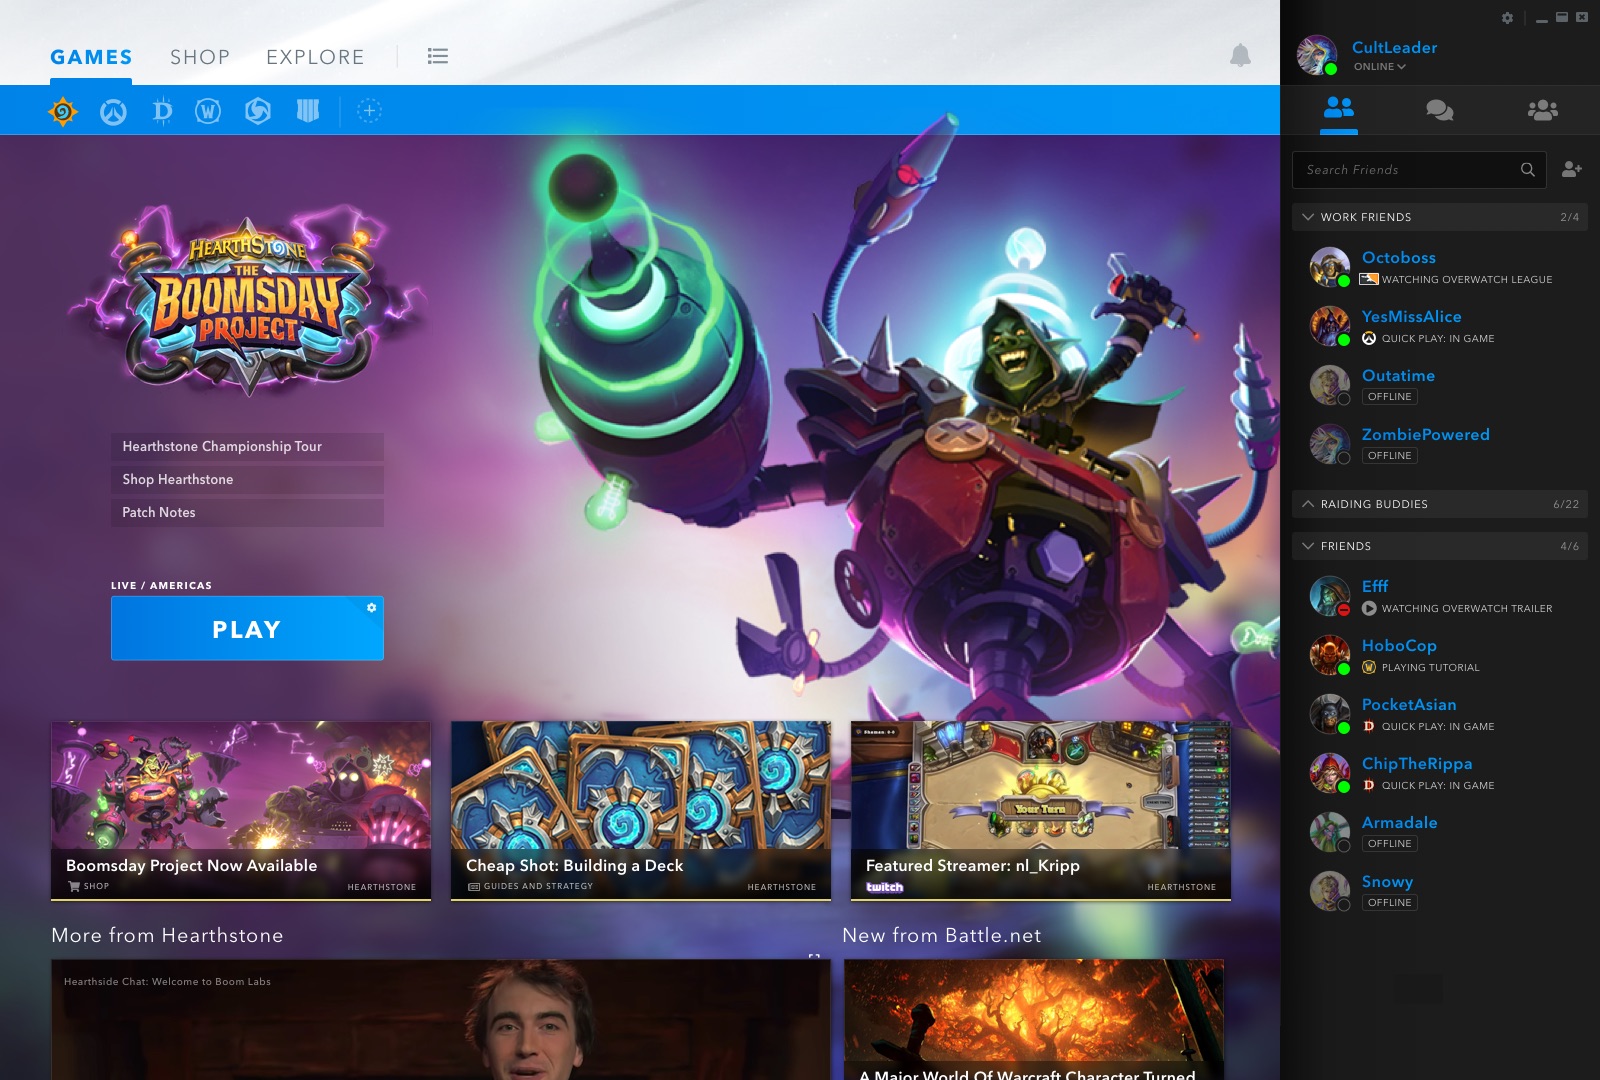 GAMES
SHOP
EXPLORE
HEARTHSTONE
THE
BOOMSDAY
PROJECT
Hearthstone Championship Tour
Shop Hearthstone
Patch Notes
LIVE / AMERICAS
PLAY
Your Turn
Boomsday Project Now Available
SHOP
HEARTHSTONE
Cheap Shot: Building a Deck
GUIDES AND STRATEGY
HEARTHSTONE
Featured Streamer: nl_Kripp
twitch
HEARTHSTONE
More from Hearthstone
Hearthside Chat: Welcome to Boom Labs
New from Battle.net
A Major World Of Warcraft Character Turned
CultLeader
ONLINE
Search Friends
WORK FRIENDS 2/4
Octoboss
WATCHING OVERWATCH LEAGUE
YesMissAlice
QUICK PLAY: IN GAME
Outatime
OFFLINE
ZombiePowered
OFFLINE
RAIDING BUDDIES 6/22
FRIENDS 4/6
Efff
WATCHING OVERWATCH TRAILER
HoboCop
PLAYING TUTORIAL
PocketAsian
QUICK PLAY: IN GAME
ChipTheRippa
QUICK PLAY: IN GAME
Armadale
OFFLINE
Snowy
OFFLINE